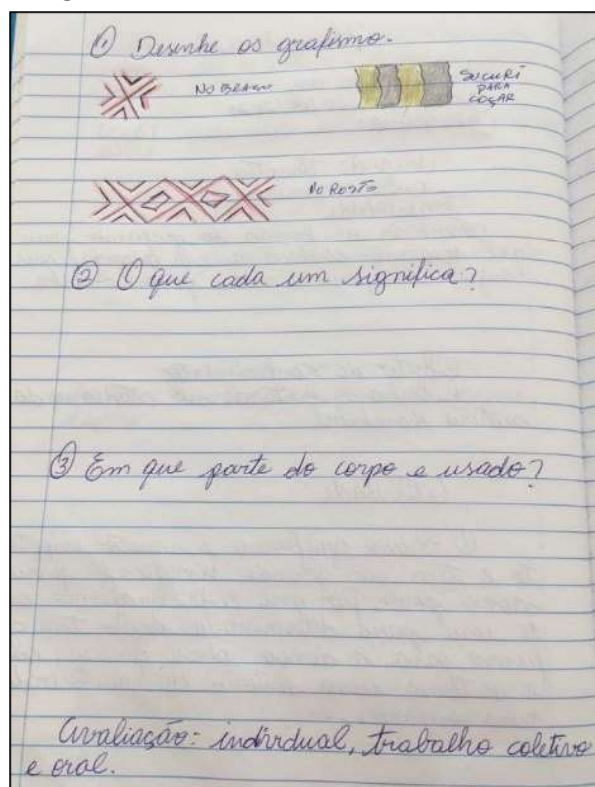 ① Desenhe os grafismo.
NO BRAÇO
SUCURI
PARA
COÇAR
NO ROSTO
② O que cada um significa?
③ Em que parte do corpo e usado?
Avaliação: individual, trabalho coletivo
e oral.